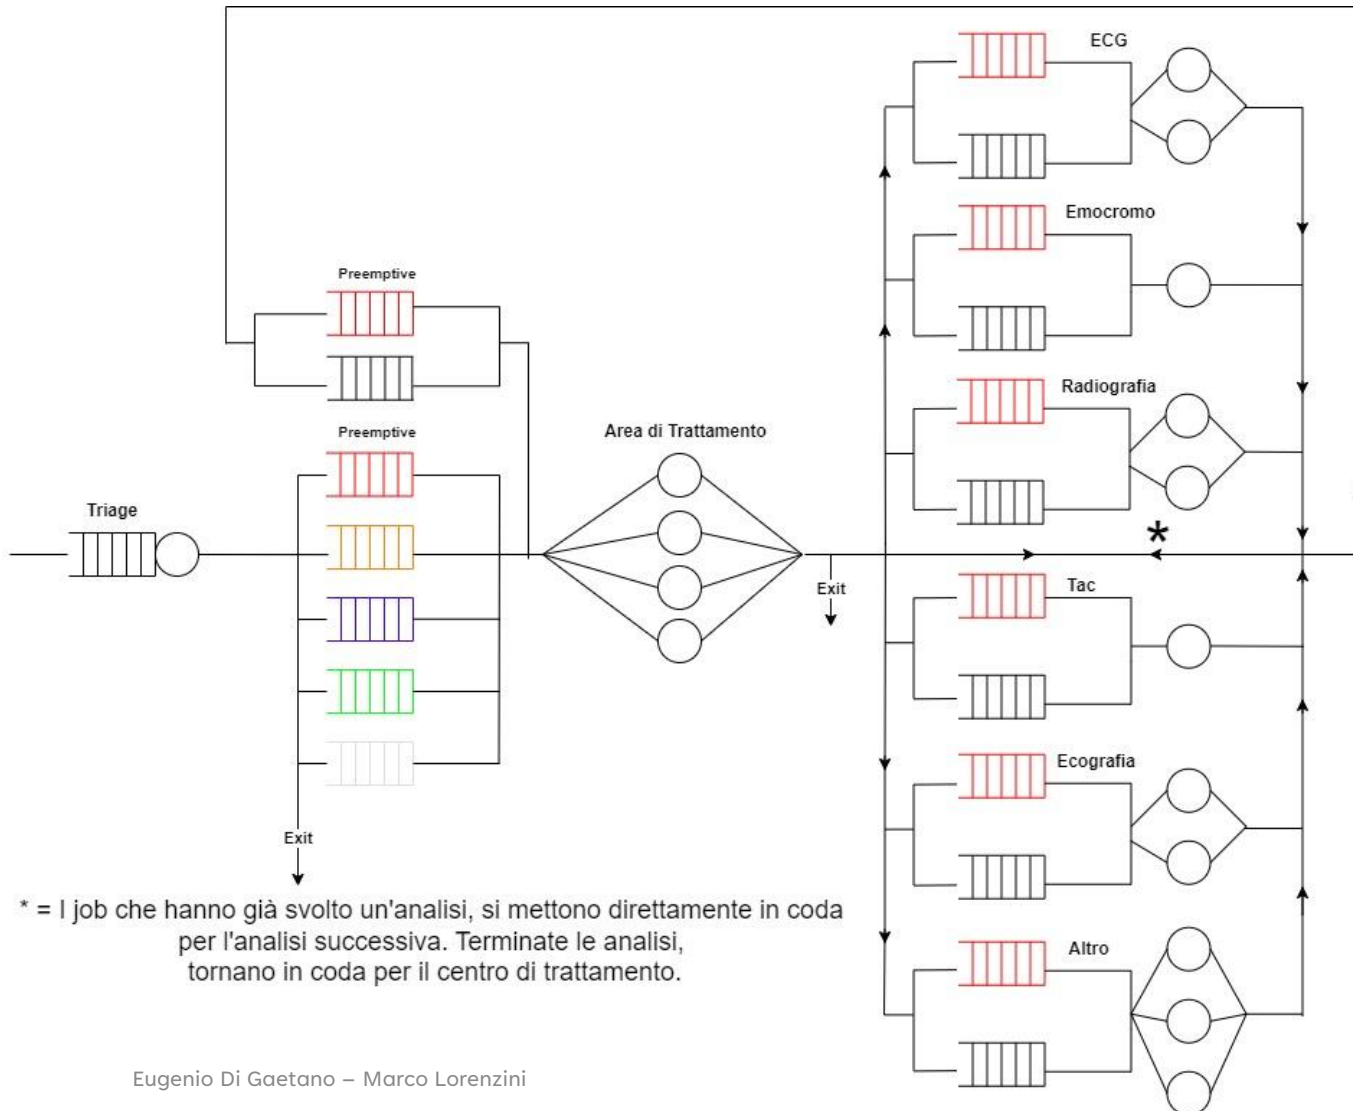 ECG
Emocromo
Preemptive
Radiografia
Preemptive
Area di Trattamento
Triage
*
Tac
Exit
Ecografia
Exit
* = I job che hanno già svolto un'analisi, si mettono direttamente in coda
per l'analisi successiva. Terminate le analisi,
tornano in coda per il centro di trattamento.
Altro
Eugenio Di Gaetano – Marco Lorenzini